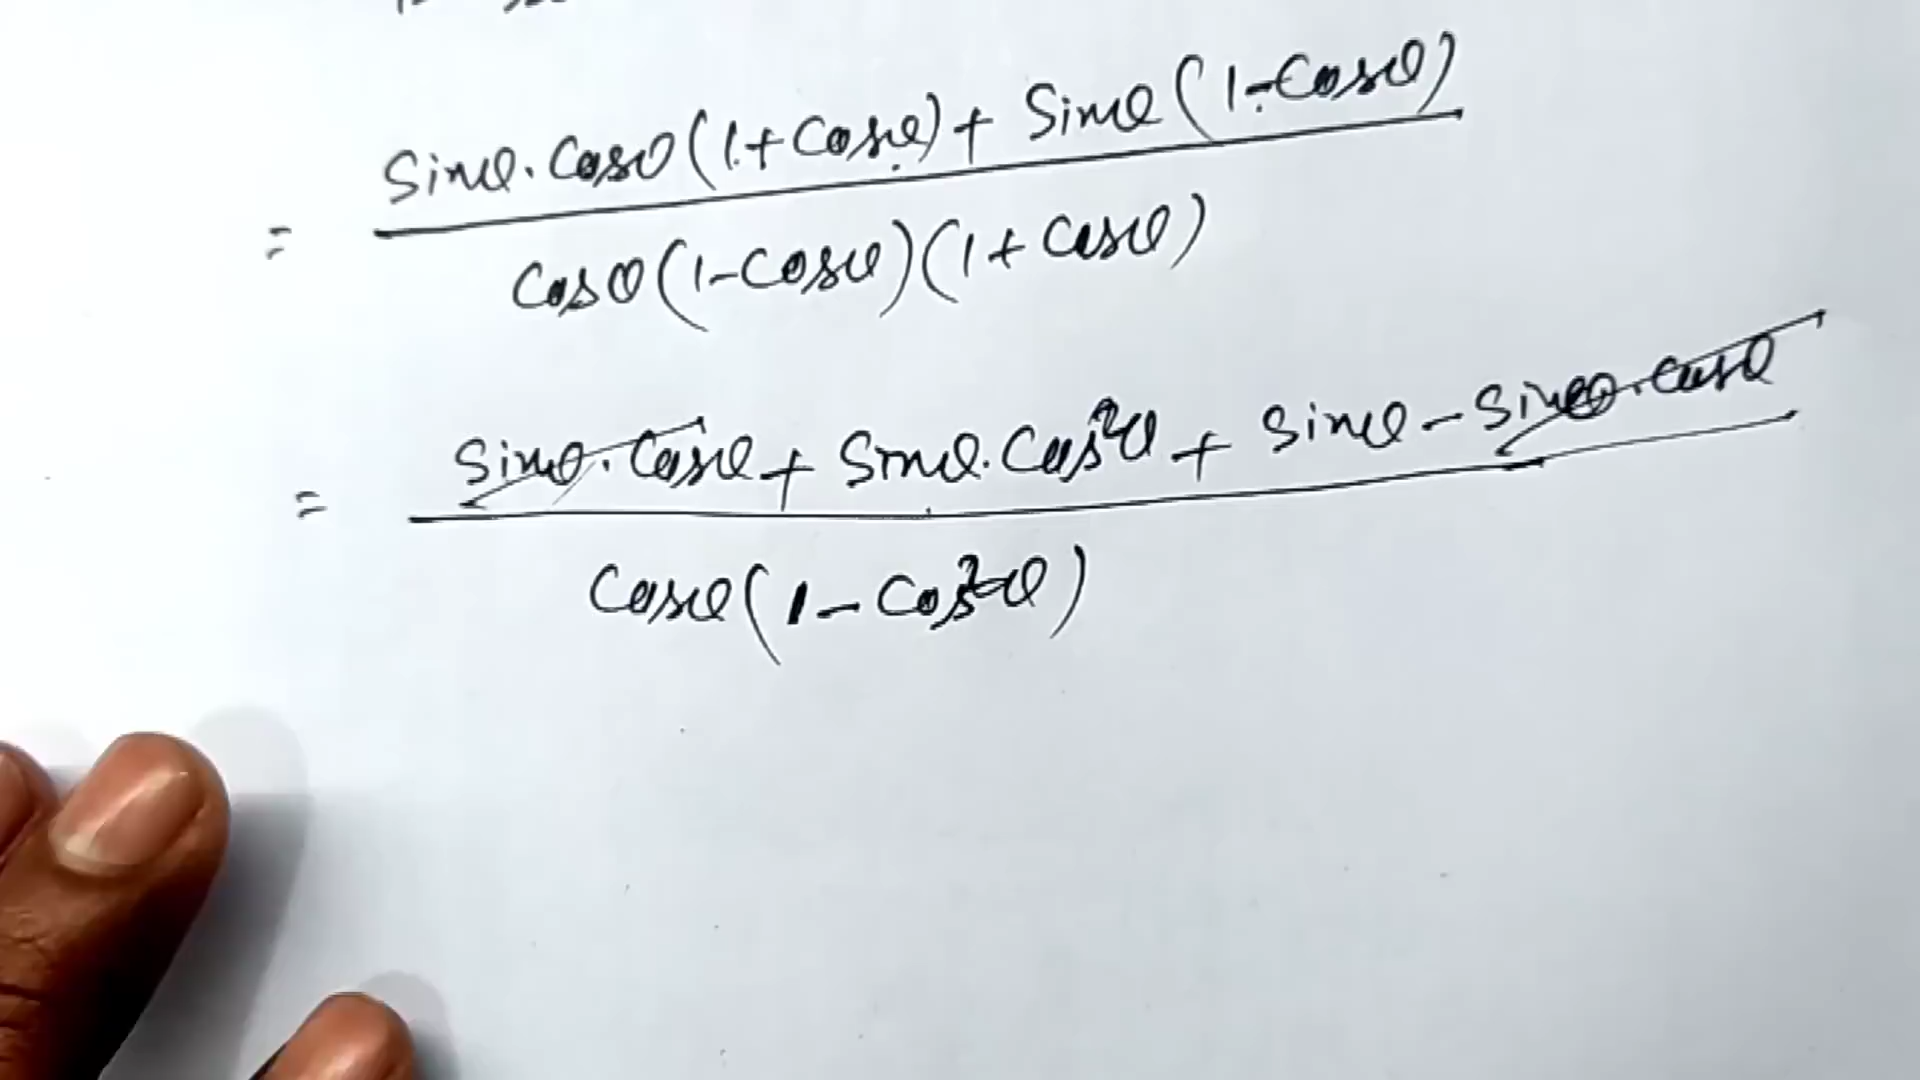 Sinθ.Cosθ(1+Cosθ)+Sinθ(1-Cosθ)
=
Cosθ(1-Cosθ)(1+Cosθ)
Sinθ.Cosθ+Sinθ.Cos²θ+Sinθ-Sinθ.Cosθ
=
Cosθ(1-Cos²θ)